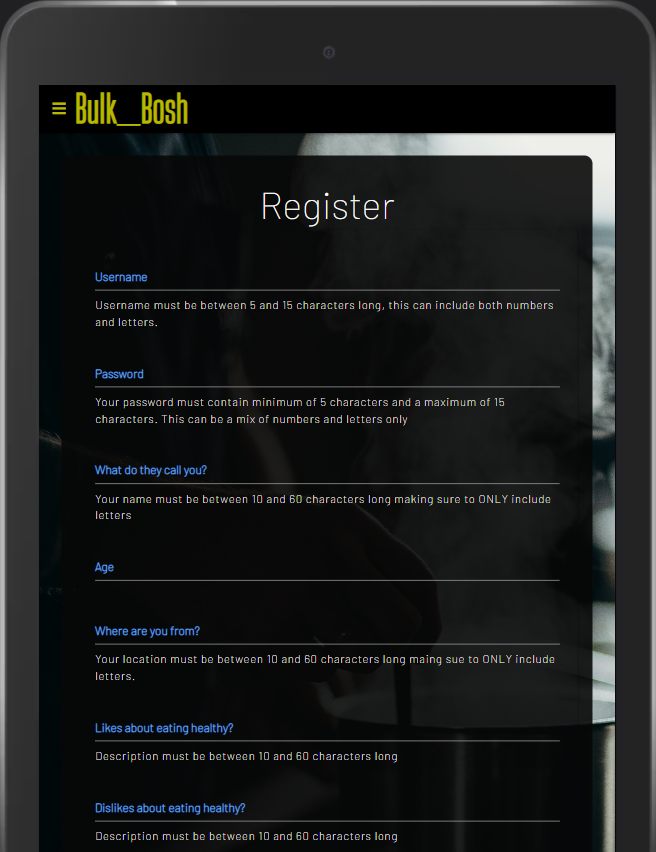 Bulk__Bosh
Register
Username
Username must be between 5 and 15 characters long, this can include both numbers
and letters.
Password
Your password must contain minimum of 5 characters and a maximum of 15
characters. This can be a mix of numbers and letters only
What do they call you?
Your name must be between 10 and 60 characters long making sure to ONLY include
letters
Age
Where are you from?
Your location must be between 10 and 60 characters long maing sue to ONLY include
letters.
Likes about eating healthy?
Description must be between 10 and 60 characters long
Dislikes about eating healthy?
Description must be between 10 and 60 characters long